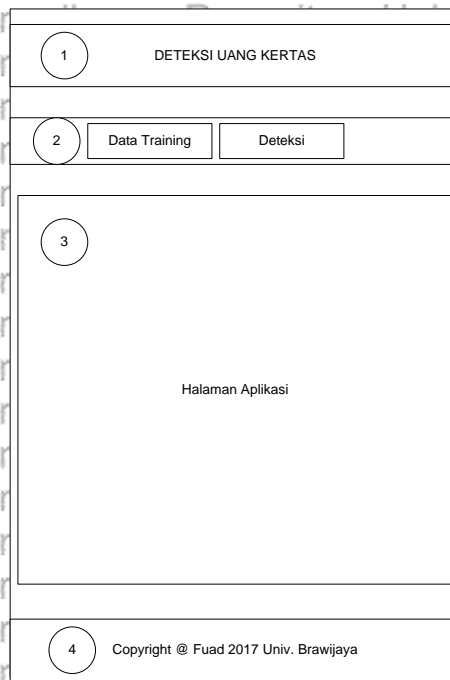 1 DETEKSI UANG KERTAS
2 Data Training Deteksi
3
Halaman Aplikasi
4 Copyright @ Fuad 2017 Univ. Brawijaya